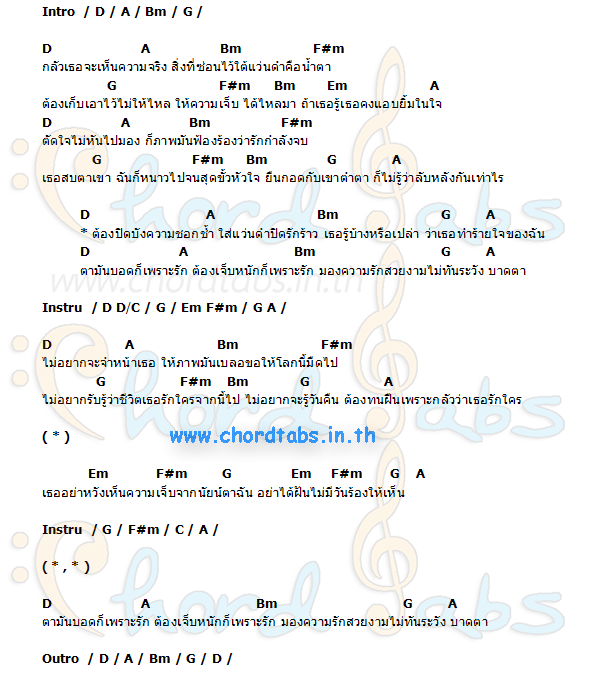 Intro / D / A / Bm / G /
D A Bm F#m
กลัวเธอจะเห็นความจริง สิ่งที่ซ่อนไว้ใต้แว่นดำคือน้ำตา
G F#m Bm Em A
ต้องเก็บเอาไว้ไม่ให้ไหล ให้ความเจ็บ ได้ไหลมา ถ้าเธอรู้เธอคงแอบยิ้มในใจ
D A Bm F#m
ตัดใจไม่หันไปมอง ก็ภาพมันฟ้องร้องว่ารักกำลังจบ
G F#m Bm G A
เธอสบตาเขา ฉันก็หนาวไปจนสุดขั้วหัวใจ ยืนกอดกับเขาตำตา ก็ไม่รู้ว่าลับหลังกันเท่าไร
D A Bm G A
* ต้องปิดบังความชอกช้ำ ใส่แว่นดำปิดรักร้าว เธอรู้บ้างหรือเปล่า ว่าเธอทำร้ายใจของฉัน
D A Bm G A
ตามันบอดก็เพราะรัก ต้องเจ็บหนักก็เพราะรัก มองความรักสวยงามไม่ทันระวัง บาดตา
www.chordtabs.in.th
Instru / D D/C / G / Em F#m / G A /
D A Bm F#m
ไม่อยากจะจำหน้าเธอ ให้ภาพมันเบลอขอให้โลกนี้มืดไป
G F#m Bm G A
ไม่อยากรับรู้ว่าชีวิตเธอรักใครจากนี้ไป ไม่อยากจะรู้วันคืน ต้องทนฝืนเพราะกลัวว่าเธอรักใคร
( * )
www.chordtabs.in.th
Em F#m G Em F#m G A
เธออย่าหวังเห็นความเจ็บจากนัยน์ตาฉัน อย่าได้ฝันไม่มีวันร้องให้เห็น
Instru / G / F#m / C / A /
( * , * )
D A Bm G A
ตามันบอดก็เพราะรัก ต้องเจ็บหนักก็เพราะรัก มองความรักสวยงามไม่ทันระวัง บาดตา
Outro / D / A / Bm / G / D /